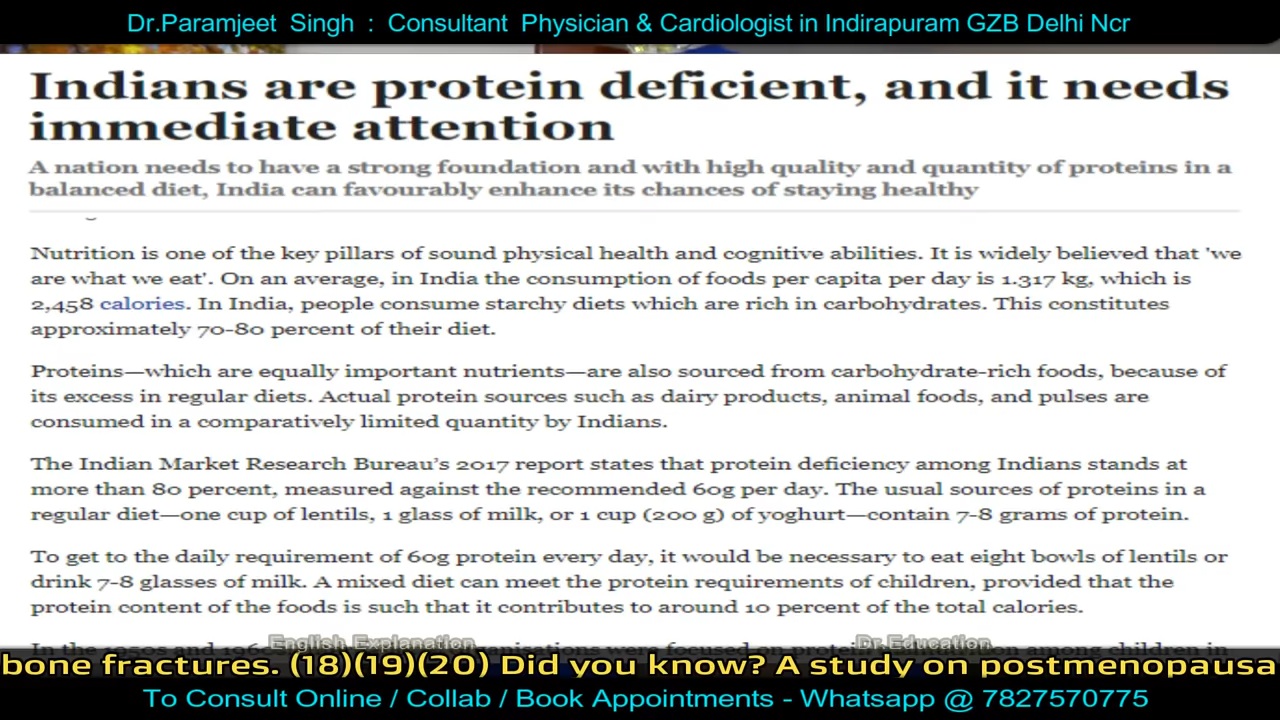 Dr.Paramjeet Singh : Consultant Physician & Cardiologist in Indirapuram GZB Delhi Ncr
Indians are protein deficient, and it needs
immediate attention
A nation needs to have a strong foundation and with high quality and quantity of proteins in a
balanced diet, India can favourably enhance its chances of staying healthy
Nutrition is one of the key pillars of sound physical health and cognitive abilities. It is widely believed that 'we
are what we eat'. On an average, in India the consumption of foods per capita per day is 1.317 kg, which is
2,458 calories. In India, people consume starchy diets which are rich in carbohydrates. This constitutes
approximately 70-80 percent of their diet.
Proteins—which are equally important nutrients—are also sourced from carbohydrate-rich foods, because of
its excess in regular diets. Actual protein sources such as dairy products, animal foods, and pulses are
consumed in a comparatively limited quantity by Indians.
The Indian Market Research Bureau's 2017 report states that protein deficiency among Indians stands at
more than 80 percent, measured against the recommended 60g per day. The usual sources of proteins in a
regular diet—one cup of lentils, 1 glass of milk, or 1 cup (200 g) of yoghurt—contain 7-8 grams of protein.
To get to the daily requirement of 60g protein every day, it would be necessary to eat eight bowls of lentils or
drink 7-8 glasses of milk. A mixed diet can meet the protein requirements of children, provided that the
protein content of the foods is such that it contributes to around 10 percent of the total calories.
English Explanation Dr.Education
In the and were focused on among children in
bone fractures. (18)(19)(20) Did you know? A study on postmenopausa
To Consult Online / Collab / Book Appointments - Whatsapp @ 7827570775